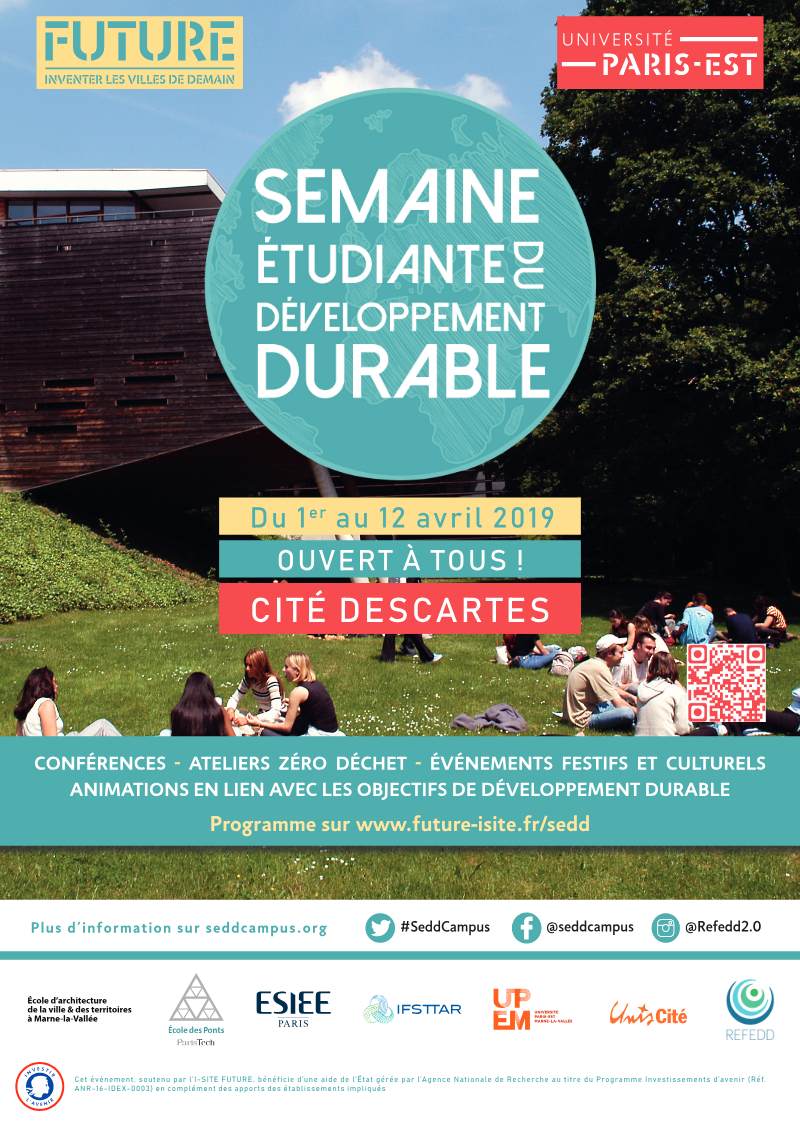 FUTURE
INVENTER LES VILLES DE DEMAIN
UNIVERSITÉ
PARIS-EST
SEMAINE
ÉTUDIANTE DU
DÉVELOPPEMENT
DURABLE
Du 1er au 12 avril 2019
OUVERT À TOUS !
CITÉ DESCARTES
CONFÉRENCES - ATELIERS ZÉRO DÉCHET - ÉVÉNEMENTS FESTIFS ET CULTURELS
ANIMATIONS EN LIEN AVEC LES OBJECTIFS DE DÉVELOPPEMENT DURABLE
Programme sur www.future-isite.fr/sedd
Plus d'information sur seddcampus.org
#SeddCampus
@seddcampus
@Refedd2.0
École d'architecture
de la ville & des territoires
à Marne-la-Vallée
École des Ponts
ParisTech
ESIEE
PARIS
IFSTTAR
UP
EM
UNIVERSITÉ
PARIS-EST
MARNE-LA-VALLÉE
UnisCité
REFEDD
INVESTIR
L'AVENIR
Cet événement, soutenu par l'I-SITE FUTURE, bénéficie d'une aide de l'État gérée par l'Agence Nationale de Recherche au titre du Programme Investissements d'avenir (Réf.
ANR-16-IDEX-0003) en complément des apports des établissements impliqués